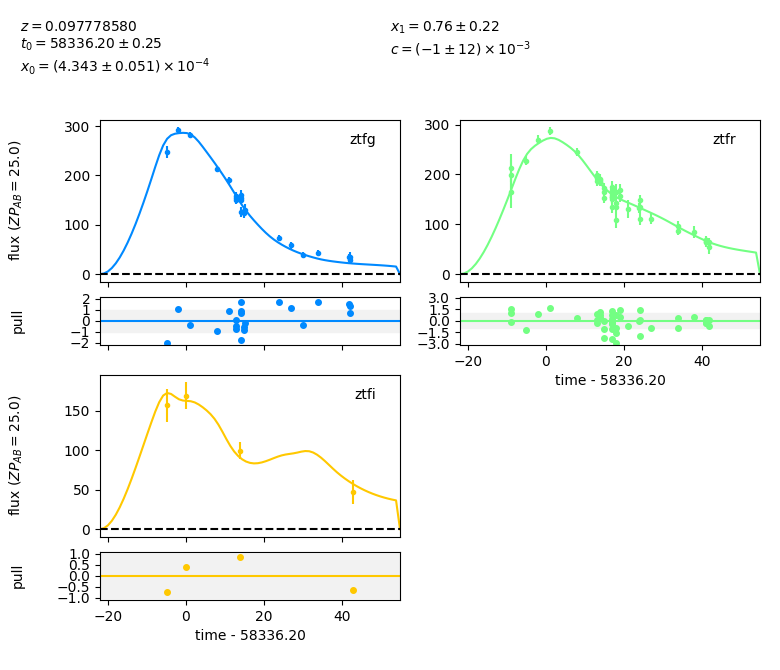 z = 0.097778580
t₀ = 58336.20 ± 0.25
x₀ = (4.343 ± 0.051) × 10⁻⁴
x₁ = 0.76 ± 0.22
c = (−1 ± 12) × 10⁻³
flux (ZP_AB = 25.0)
300
200
100
0
ztfg
300
200
100
0
ztfr
pull
2
1
0
−1
−2
3.0
1.5
0.0
−1.5
−3.0
−20 0 20 40
time - 58336.20
flux (ZP_AB = 25.0)
150
100
50
0
ztfi
pull
1.0
0.5
0.0
−0.5
−1.0
−20 0 20 40
time - 58336.20